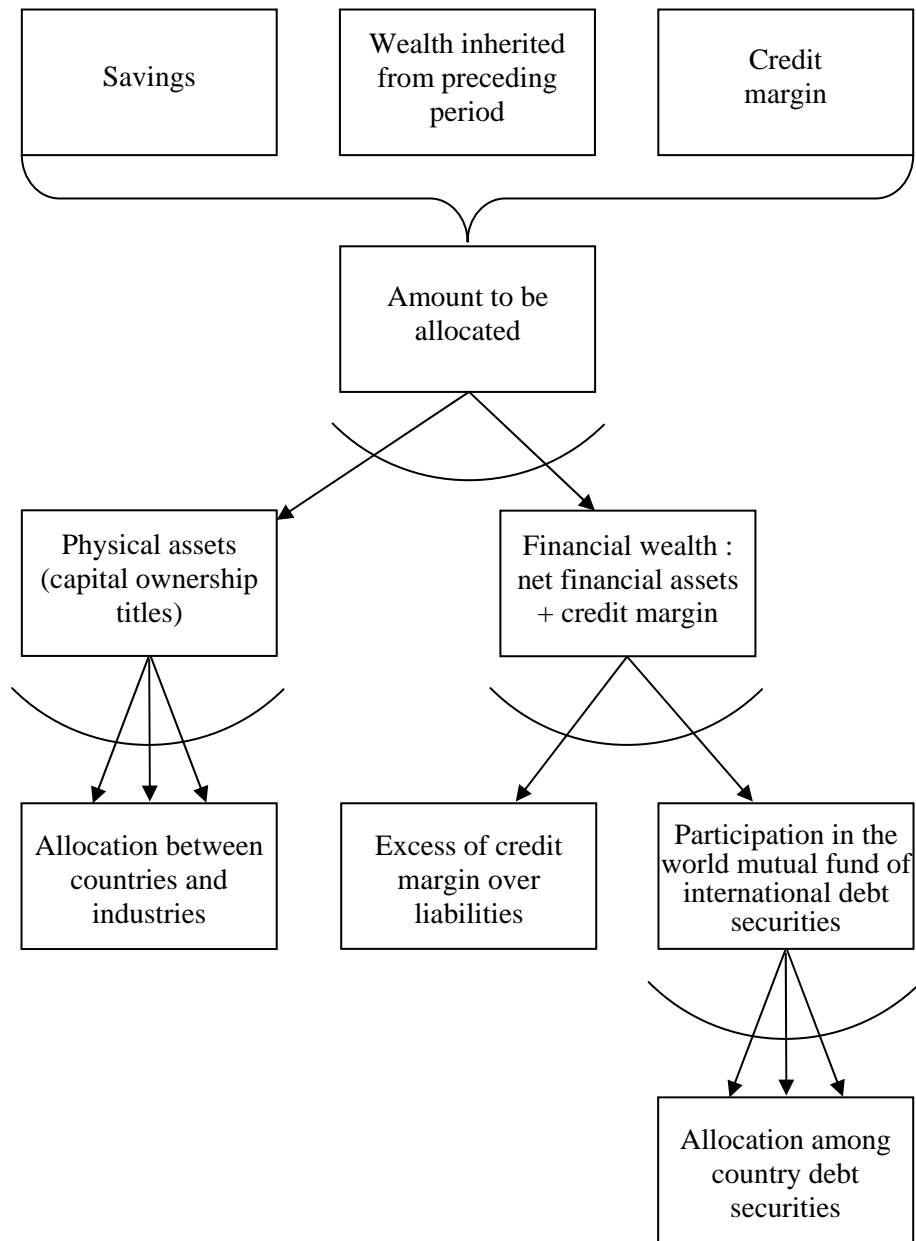 Savings
Wealth inherited
from preceding
period
Credit
margin
Amount to be
allocated
Physical assets
(capital ownership
titles)
Financial wealth :
net financial assets
+ credit margin
Allocation between
countries and
industries
Excess of credit
margin over
liabilities
Participation in the
world mutual fund of
international debt
securities
Allocation among
country debt
securities